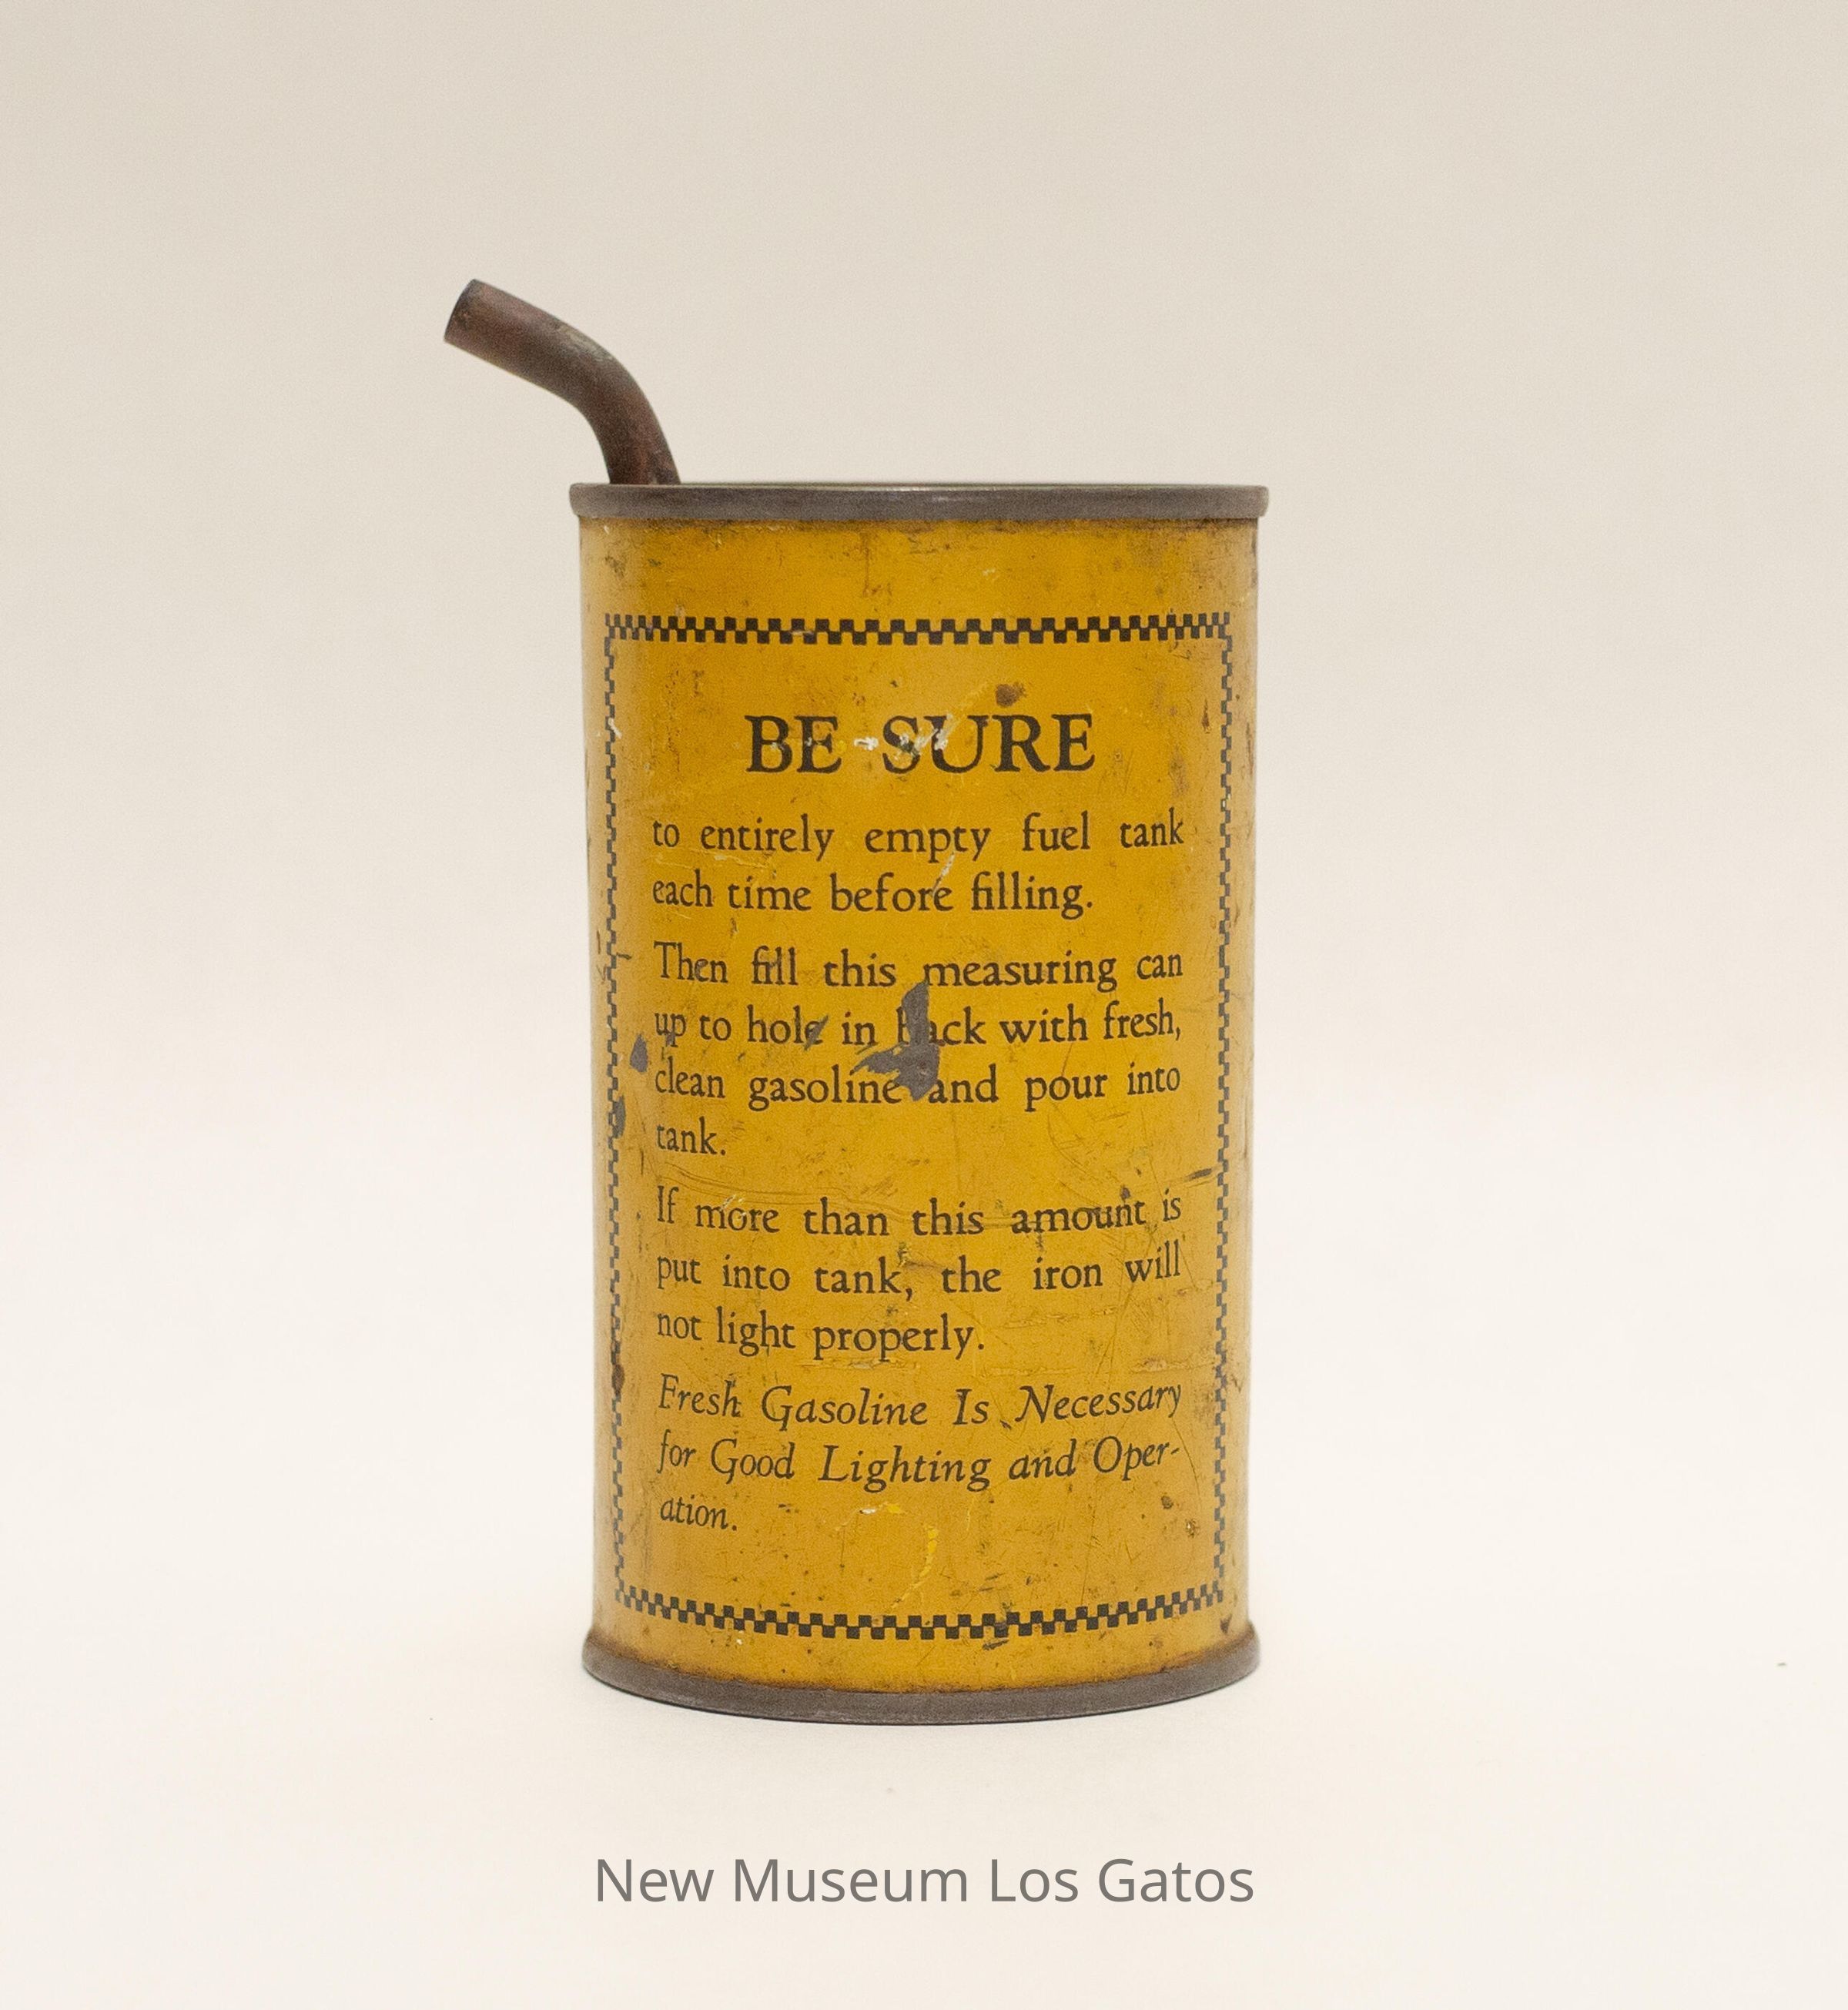 BE SURE
to entirely empty fuel tank
each time before filling.
Then fill this measuring can
up to hole in back with fresh,
clean gasoline and pour into
tank.
If more than this amount is
put into tank, the iron will
not light properly.
Fresh Gasoline Is Necessary
for Good Lighting and Oper-
ation.
New Museum Los Gatos